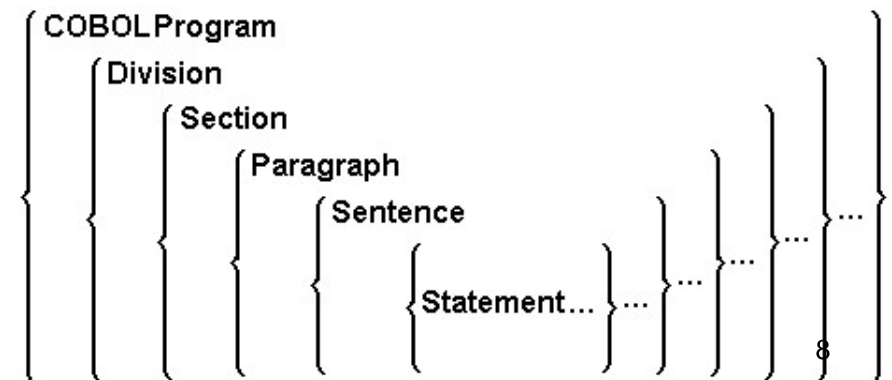 COBOLProgram
Division
Section
Paragraph
Sentence
Statement... ... ... ... ... ...
8